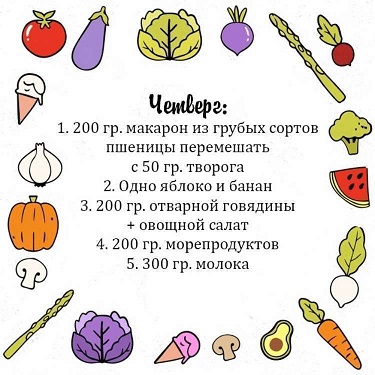 Четверг:
1. 200 гр. макарон из грубых сортов
пшеницы перемешать
с 50 гр. творога
2. Одно яблоко и банан
3. 200 гр. отварной говядины
+ овощной салат
4. 200 гр. морепродуктов
5. 300 гр. молока